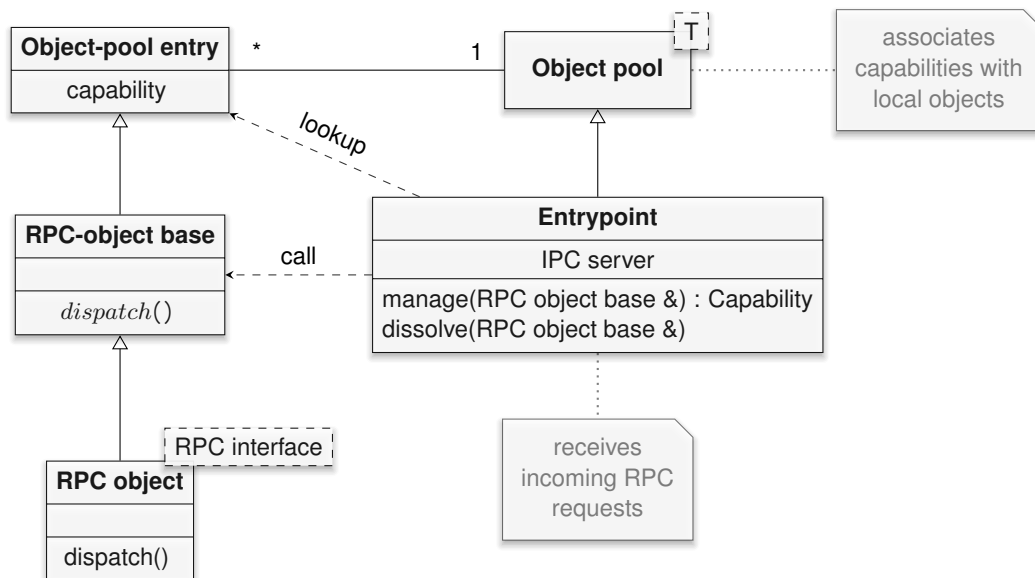 Object-pool entry
capability
*
1
T
Object pool
associates
capabilities with
local objects
lookup
RPC-object base
dispatch()
call
Entrypoint
IPC server
manage(RPC object base &) : Capability
dissolve(RPC object base &)
RPC interface
RPC object
dispatch()
receives
incoming RPC
requests